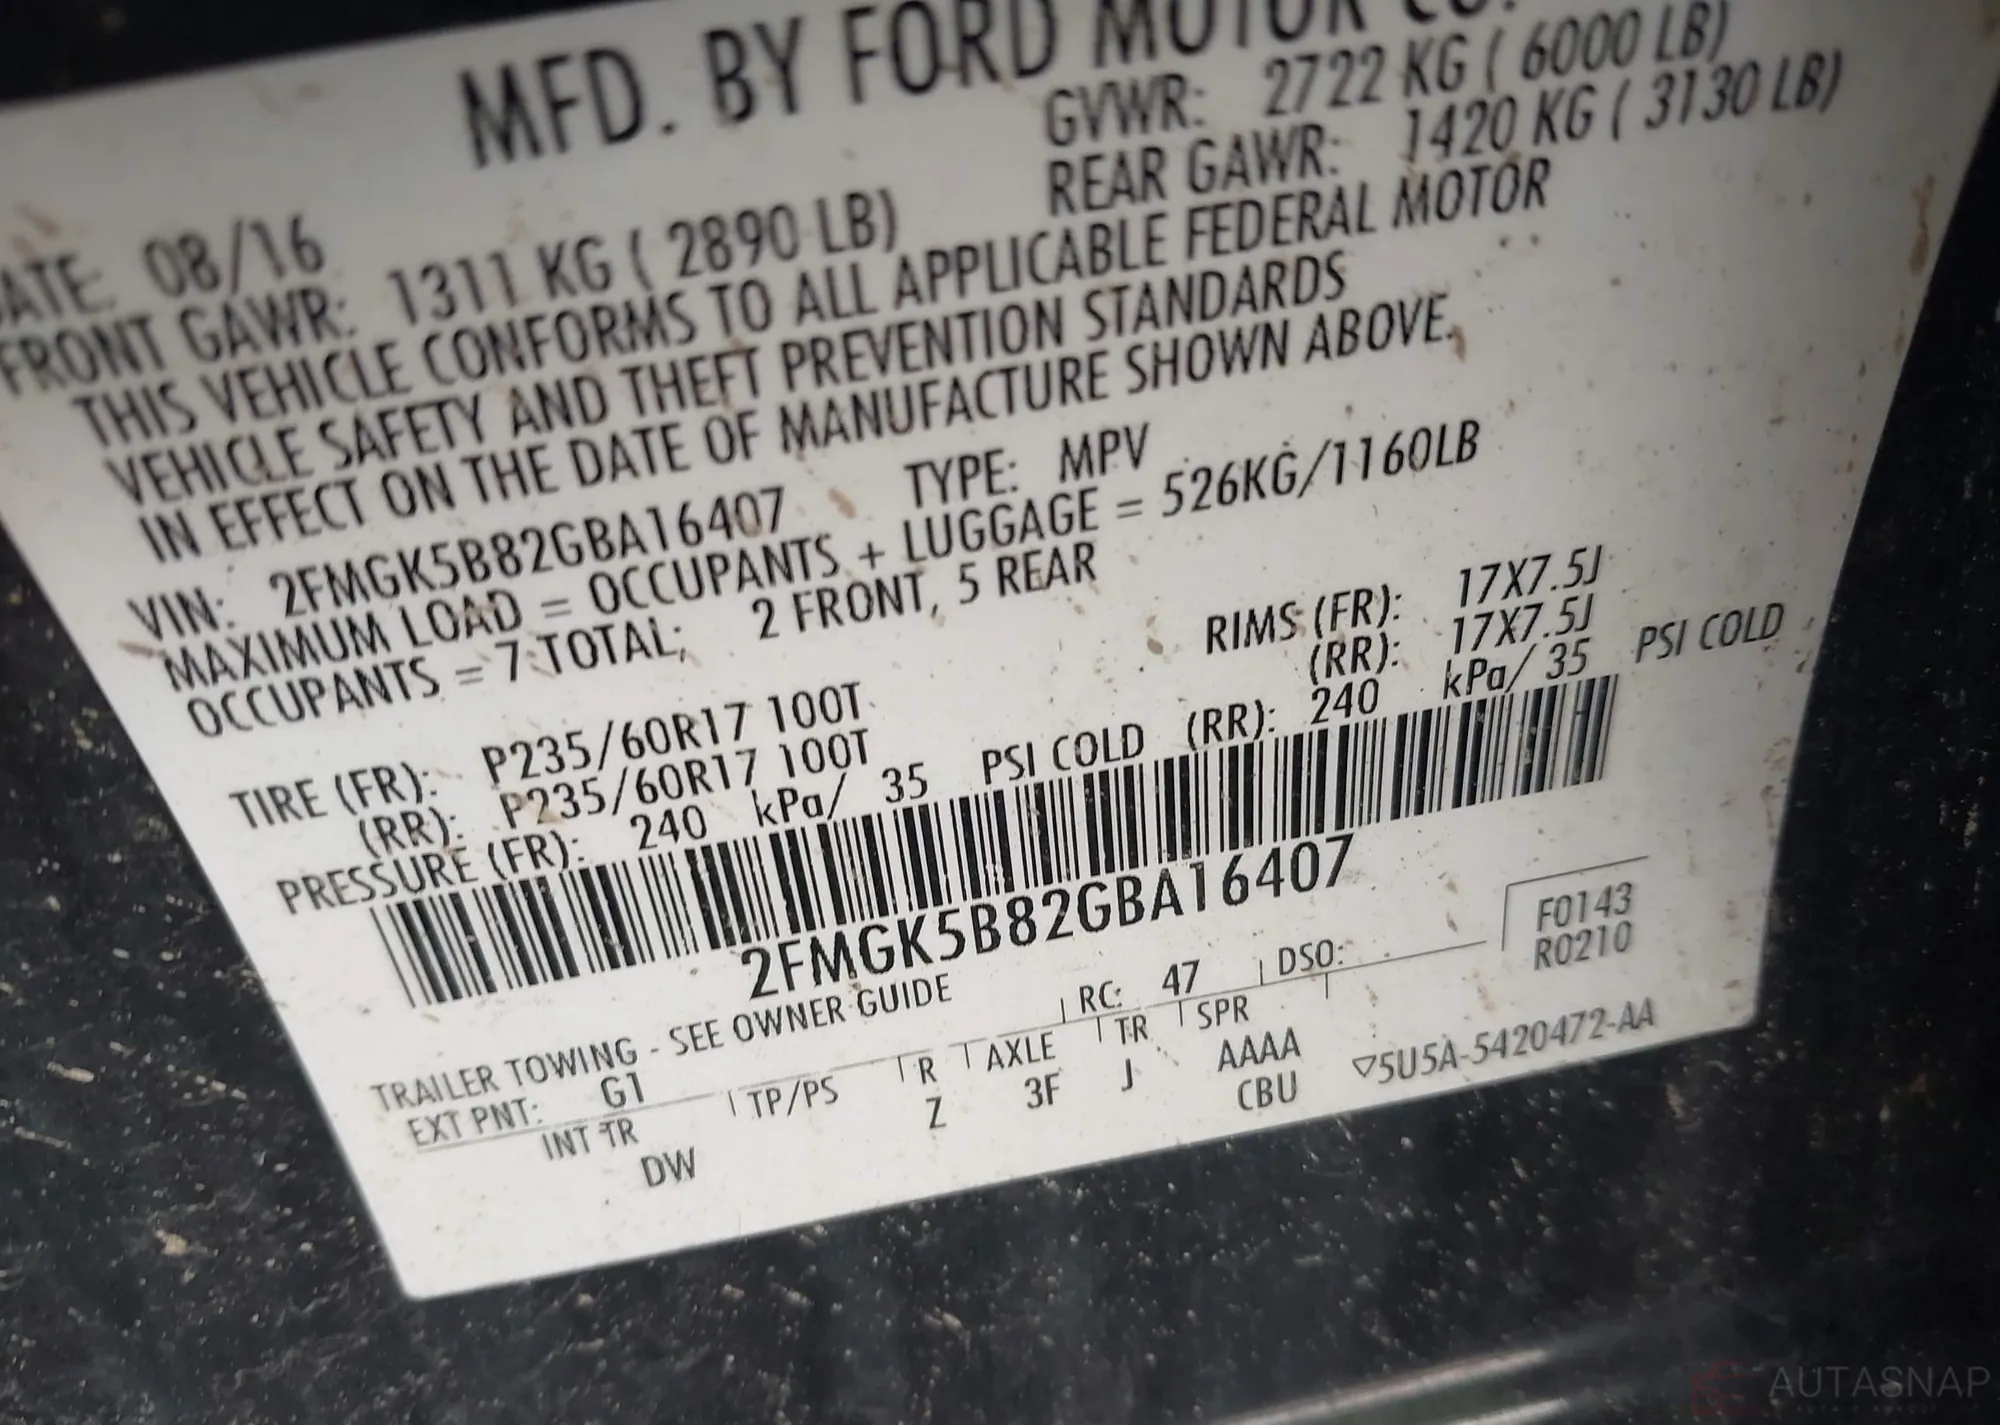 MFD. BY FORD MOTOR CO.
GVWR: 2722 KG ( 6000 LB)
DATE: 08/16
REAR GAWR: 1420 KG ( 3130 LB)
FRONT GAWR: 1311 KG ( 2890 LB)
THIS VEHICLE CONFORMS TO ALL APPLICABLE FEDERAL MOTOR
VEHICLE SAFETY AND THEFT PREVENTION STANDARDS
IN EFFECT ON THE DATE OF MANUFACTURE SHOWN ABOVE.
VIN: 2FMGK5B82GBA16407 TYPE: MPV
MAXIMUM LOAD = OCCUPANTS + LUGGAGE = 526KG/1160LB
OCCUPANTS = 7 TOTAL; 2 FRONT, 5 REAR
TIRE (FR): P235/60R17 100T RIMS (FR): 17X7.5J
(RR): P235/60R17 100T (RR): 17X7.5J
PRESSURE (FR): 240 kPa/ 35 PSI COLD (RR): 240 kPa/ 35 PSI COLD
2FMGK5B82GBA16407
F0143
R0210
TRAILER TOWING - SEE OWNER GUIDE
EXT PNT: G1 RC: 47 DSO:
INT TR TP/PS R AXLE TR SPR
DW Z 3F J AAAA
CBU
▽5U5A-5420472-AA
AUTASNAP